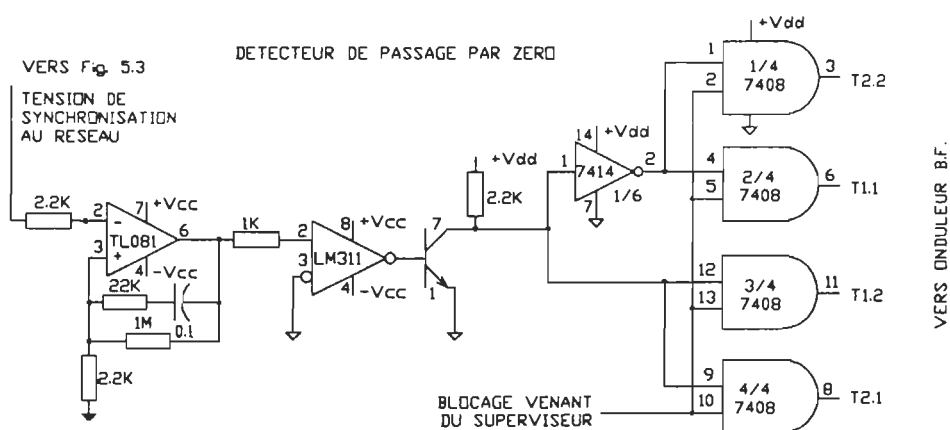 DETECTEUR DE PASSAGE PAR ZERO
VERS Fig. 5.3
TENSION DE
SYNCHRONISATION
AU RESEAU
2.2K
2
3
7
+Vcc
TL081
6
4
-Vcc
22K
0.1
1M
2.2K
1K
2
3
8
+Vcc
LM311
4
-Vcc
7
1
+Vdd
2.2K
14
+Vdd
1
7414
2
7
1/6
+Vdd
1
2
1/4
7408
3
T2.2
4
5
2/4
7408
6
T1.1
12
13
3/4
7408
11
T1.2
9
10
4/4
7408
8
T2.1
BLOCAGE VENANT
DU SUPERVISEUR
VERS ONDULEUR B.F.